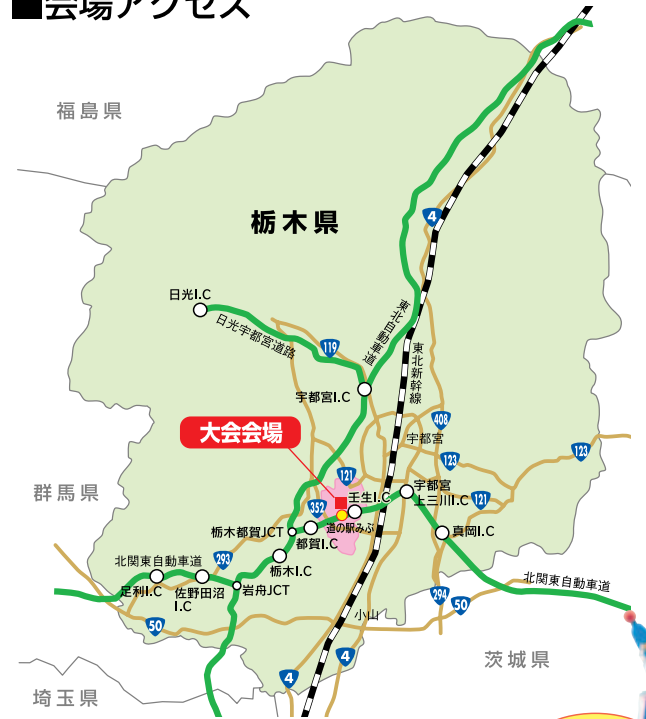 ■会場アクセス
福島県
栃木県
4
日光I.C
日光宇都宮道路
119
東北自動車道
東北新幹線
宇都宮I.C
408
宇都宮
大会会場
123
123
121
群馬県
352
壬生I.C
宇都宮
上三川I.C
121
道の駅みぶ
栃木都賀JCT
都賀I.C
真岡I.C
北関東自動車道
293
栃木I.C
足利I.C
佐野田沼
I.C
岩舟JCT
北関東自動車道
294
50
50
小山
4
4
茨城県
埼玉県